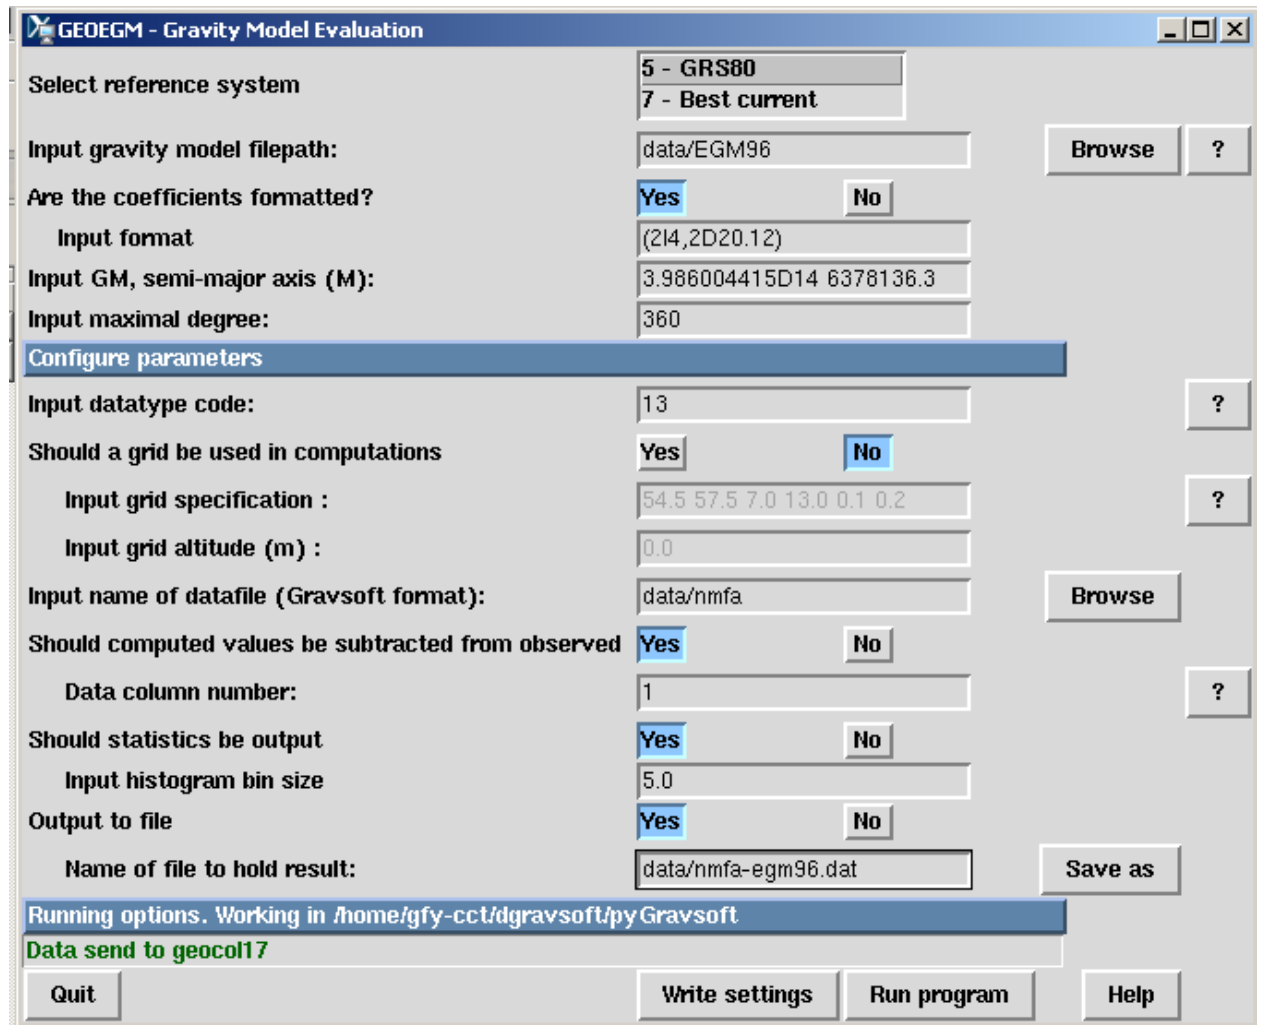 GEOEGM - Gravity Model Evaluation
Select reference system
5 - GRS80
7 - Best current
Input gravity model filepath: data/EGM96 Browse ?
Are the coefficients formatted? Yes No
Input format (2I4,2D20.12)
Input GM, semi-major axis (M): 3.986004415D14 6378136.3
Input maximal degree: 360
Configure parameters
Input datatype code: 13 ?
Should a grid be used in computations Yes No
Input grid specification : 54.5 57.5 7.0 13.0 0.1 0.2 ?
Input grid altitude (m) : 0.0
Input name of datafile (Gravsoft format): data/nmfa Browse
Should computed values be subtracted from observed Yes No
Data column number: 1 ?
Should statistics be output Yes No
Input histogram bin size 5.0
Output to file Yes No
Name of file to hold result: data/nmfa-egm96.dat Save as
Running options. Working in /home/gfy-cct/dgravsoft/pyGravsoft
Data send to geocol17
Quit Write settings Run program Help